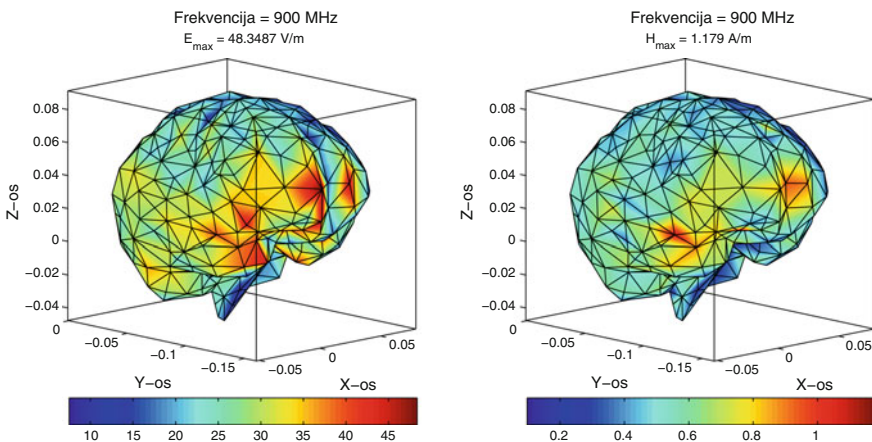 Frekvencija = 900 MHz
E_max = 48.3487 V/m
Z-os
0.08
0.06
0.04
0.02
0
−0.02
−0.04
0
−0.05
−0.1
−0.15
Y−os
−0.05
0
0.05
X−os
10 15 20 25 30 35 40 45
Frekvencija = 900 MHz
H_max = 1.179 A/m
Z-os
0.08
0.06
0.04
0.02
0
−0.02
−0.04
0
−0.05
−0.1
−0.15
Y−os
−0.05
0
0.05
X−os
0.2 0.4 0.6 0.8 1